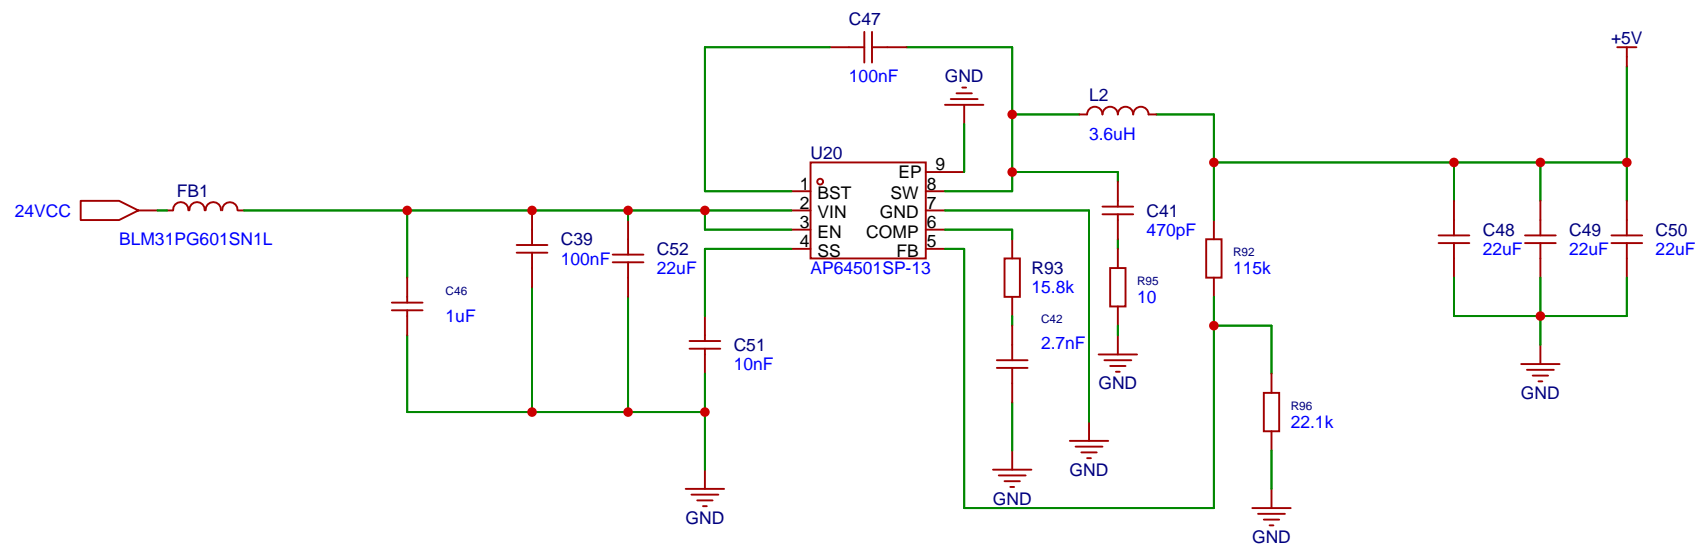 C47
100nF
GND
+5V
L2
3.6uH
U20
EP 9
1 BST SW 8
2 VIN GND 7
3 EN COMP 6
4 SS FB 5
AP64501SP-13
24VCC
FB1
BLM31PG601SN1L
C39
100nF
C52
22uF
C46
1uF
C51
10nF
GND
R93
15.8k
C42
2.7nF
GND
C41
470pF
R95
10
GND
GND
R92
115k
R96
22.1k
GND
C48
22uF
C49
22uF
C50
22uF
GND